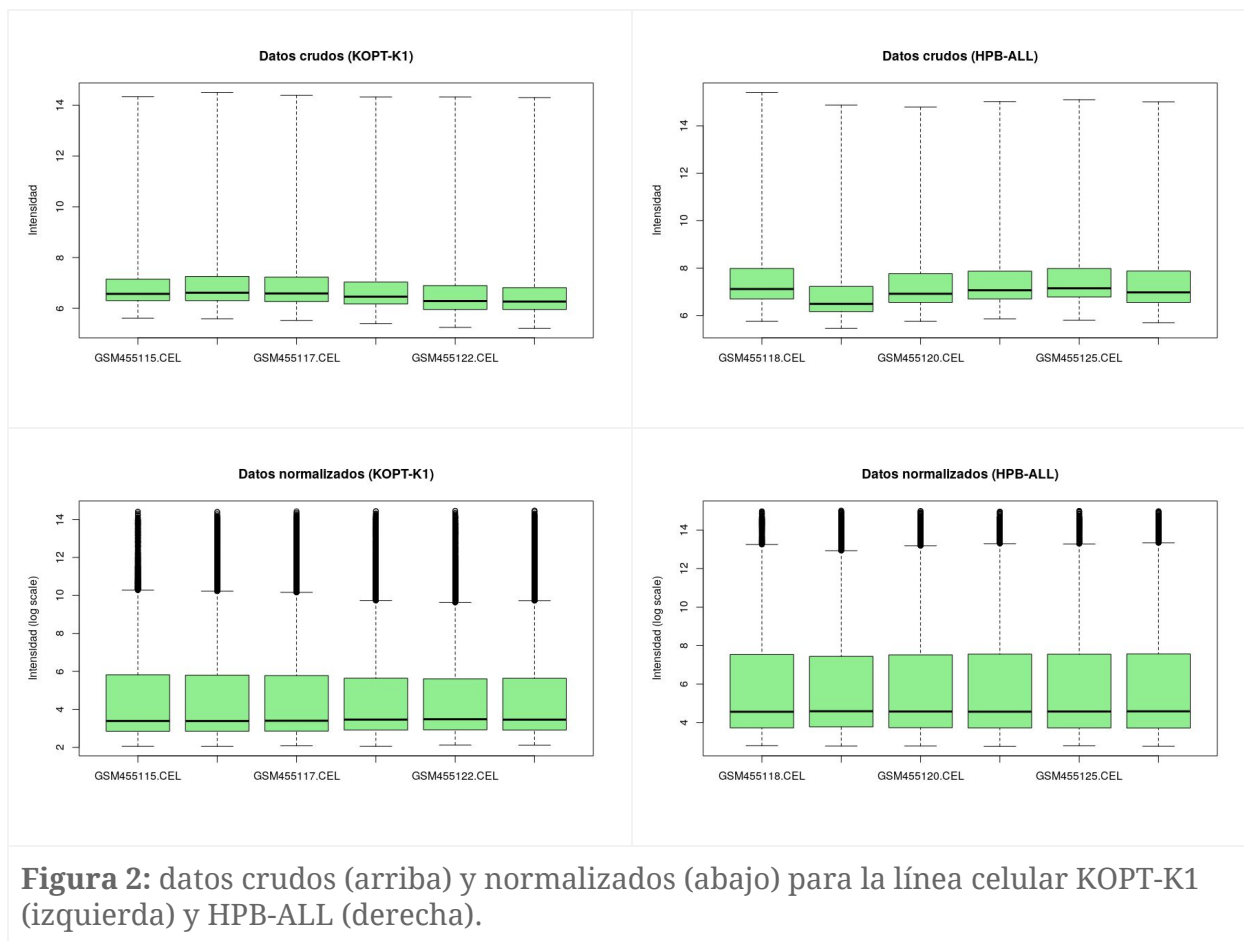 Datos crudos (KOPT-K1)
Intensidad
14
12
10
8
6
GSM455115.CEL GSM455117.CEL GSM455122.CEL
Datos crudos (HPB-ALL)
Intensidad
14
12
10
8
6
GSM455118.CEL GSM455120.CEL GSM455125.CEL
Datos normalizados (KOPT-K1)
Intensidad (log scale)
14
12
10
8
6
4
2
GSM455115.CEL GSM455117.CEL GSM455122.CEL
Datos normalizados (HPB-ALL)
Intensidad (log scale)
14
12
10
8
6
4
GSM455118.CEL GSM455120.CEL GSM455125.CEL
Figura 2: datos crudos (arriba) y normalizados (abajo) para la línea celular KOPT-K1
(izquierda) y HPB-ALL (derecha).